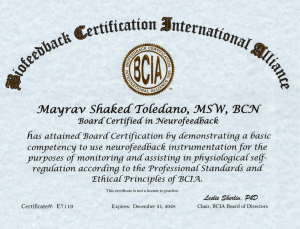 Biofeedback Certification International Alliance
BCIA
Mayrav Shaked Toledano, MSW, BCN
Board Certified in Neurofeedback
has attained Board Certification by demonstrating a basic
competency to use neurofeedback instrumentation for the
purposes of monitoring and assisting in physiological self-
regulation according to the Professional Standards and
Ethical Principles of BCIA.
This certificate is not a license to practice.
Leslie Sherlin, PhD
Certificate#: E7119 Expires: December 31, Chair, BCIA Board of Directors